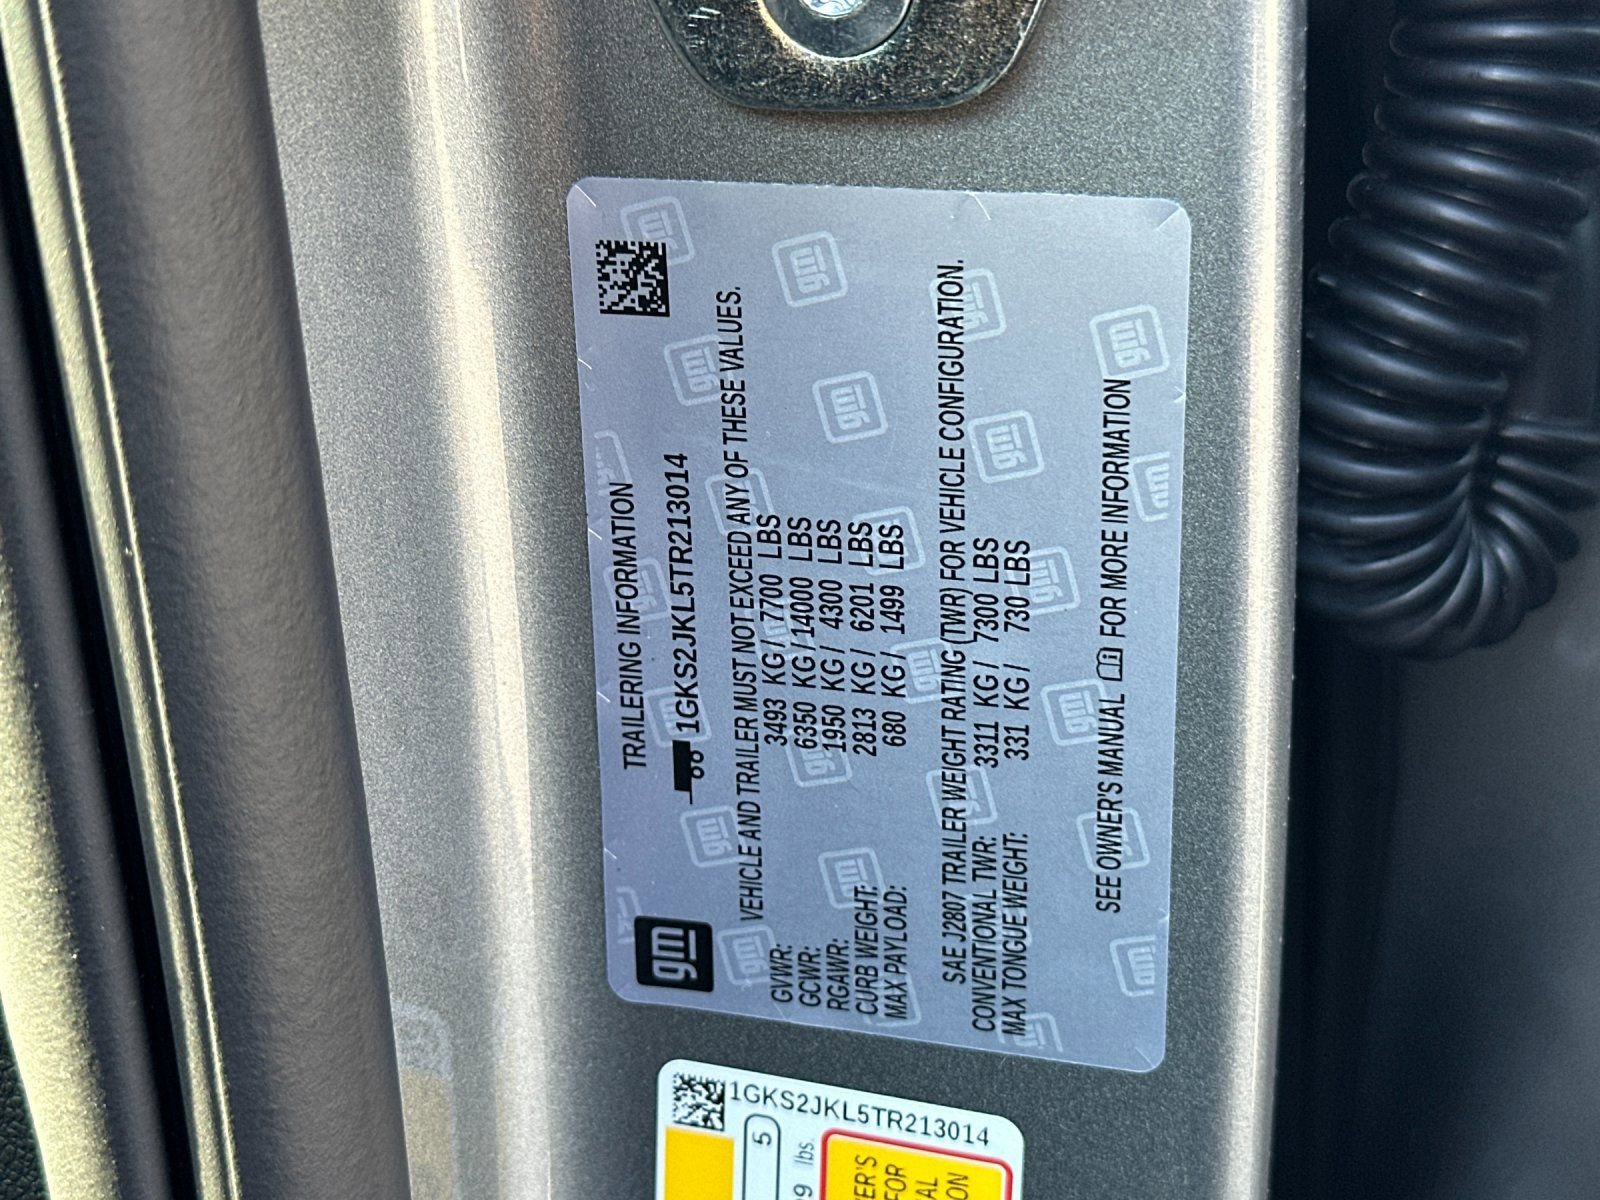 gm
TRAILERING INFORMATION
1GKS2JKL5TR213014
VEHICLE AND TRAILER MUST NOT EXCEED ANY OF THESE VALUES.
GVWR: 3493 KG / 7700 LBS
GCWR: 6350 KG / 14000 LBS
RGAWR: 1950 KG / 4300 LBS
CURB WEIGHT: 2813 KG / 6201 LBS
MAX PAYLOAD: 680 KG / 1499 LBS
SAE J2807 TRAILER WEIGHT RATING (TWR) FOR VEHICLE CONFIGURATION.
CONVENTIONAL TWR: 3311 KG / 7300 LBS
MAX TONGUE WEIGHT: 331 KG / 730 LBS
SEE OWNER'S MANUAL FOR MORE INFORMATION
1GKS2JKL5TR213014
5
lbs.
FOR